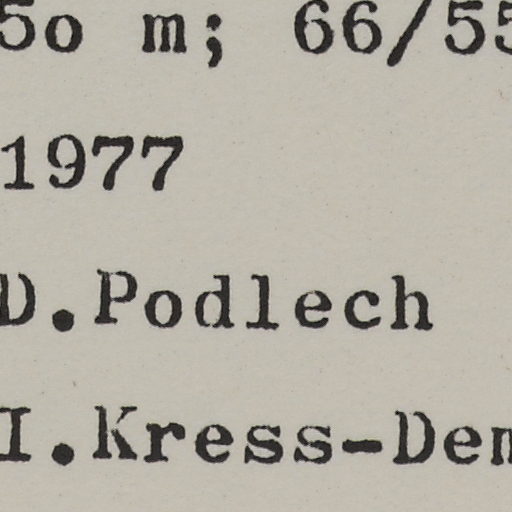 5o m; 66/55
1977
D.Podlech
I.Kress-Dem